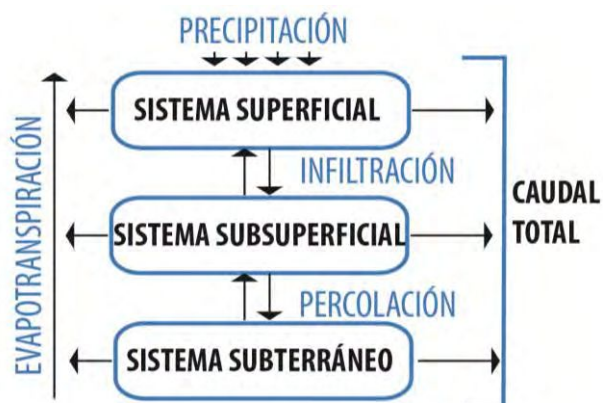 PRECIPITACIÓN
SISTEMA SUPERFICIAL
INFILTRACIÓN
SISTEMA SUBSUPERFICIAL
PERCOLACIÓN
SISTEMA SUBTERRÁNEO
EVAPOTRANSPIRACIÓN
CAUDAL
TOTAL